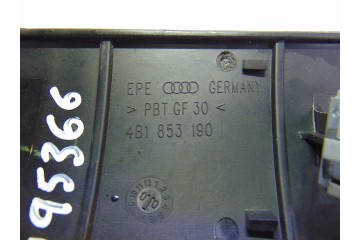 EPE GERMANY
> PBT GF 30 <
4B1 853 190
95366